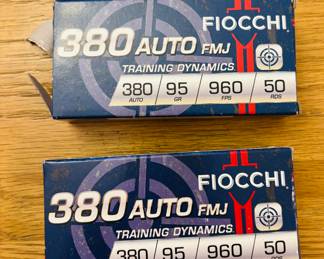 FIOCCHI
380 AUTO FMJ
TRAINING DYNAMICS
380 95 960 50
AUTO GR FPS RDS
FIOCCHI
380 AUTO FMJ
TRAINING DYNAMICS
380 95 960 50